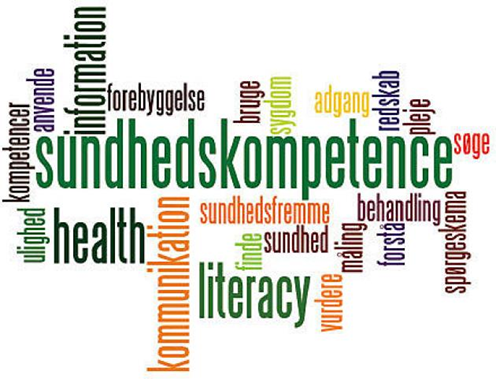 information
anvende
kompetencer
forebyggelse
bruge
sygdom
adgang
redskab
pleje
søge
sundhedskompetence
ulighed
health
kommunikation
sundhedsfremme
finde
sundhed
literacy
vurdere
måling
behandling
forstå
spørgeskema